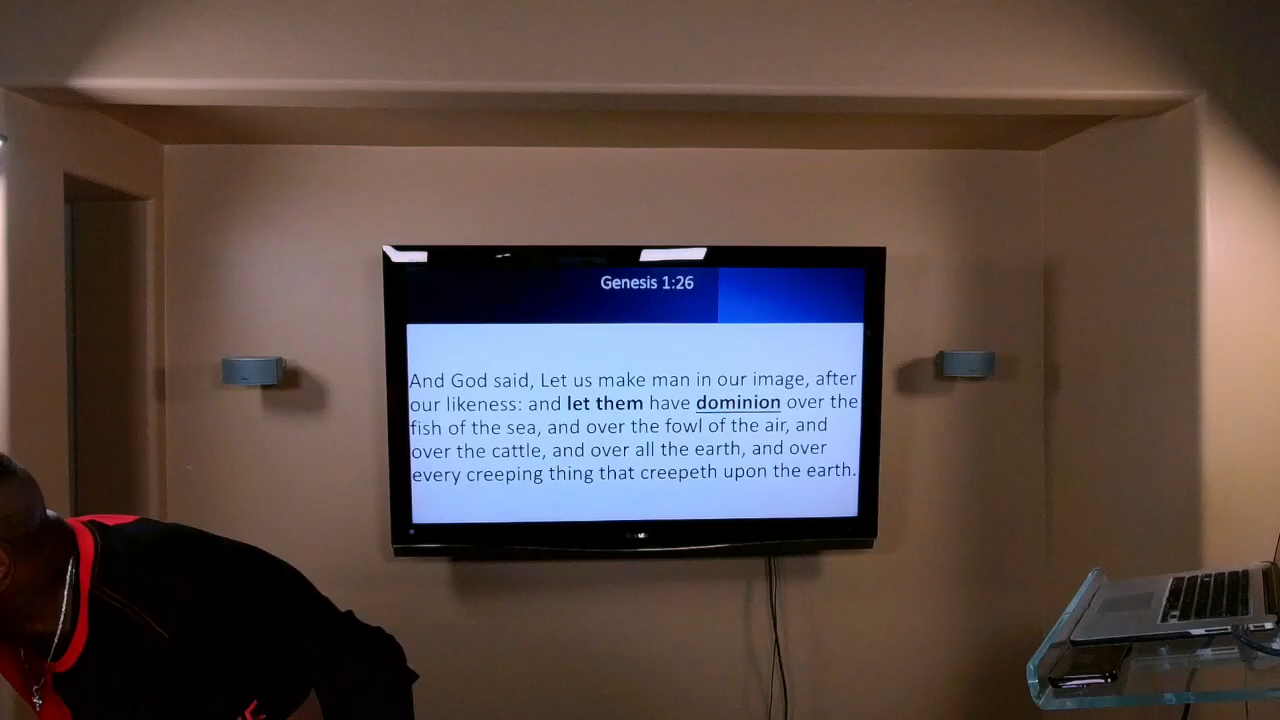 Genesis 1:26
And God said, Let us make man in our image, after
our likeness: and let them have dominion over the
fish of the sea, and over the fowl of the air, and
over the cattle, and over all the earth, and over
every creeping thing that creepeth upon the earth.